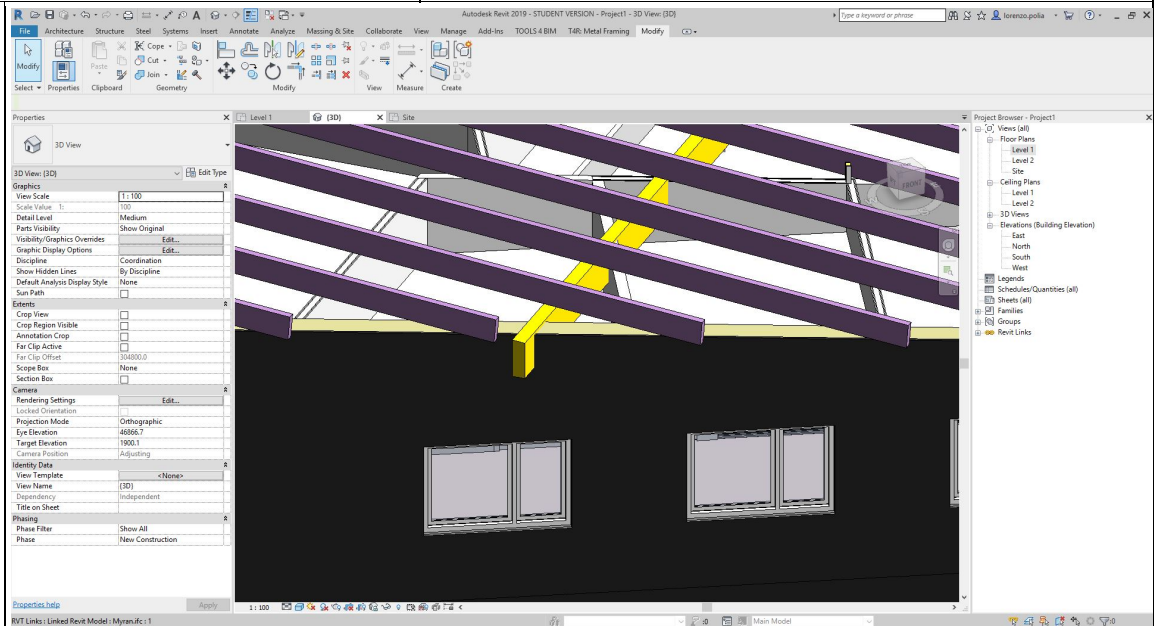 Autodesk Revit 2019 - STUDENT VERSION - Project1 - 3D View: {3D}
Type a keyword or phrase
lorenzo.polia
File Architecture Structure Steel Systems Insert Annotate Analyze Massing & Site Collaborate View Manage Add-Ins TOOLS 4 BIM T4R: Metal Framing Modify
Modify
Paste
Cope
Cut
Join
Select Properties Clipboard Geometry Modify View Measure Create
Properties
Level 1 {3D} Site
Project Browser - Project1
3D View
3D View: {3D} Edit Type
Graphics
View Scale 1 : 100
Scale Value 1: 100
Detail Level Medium
Parts Visibility Show Original
Visibility/Graphics Overrides Edit...
Graphic Display Options Edit...
Discipline Coordination
Show Hidden Lines By Discipline
Default Analysis Display Style None
Sun Path
Extents
Crop View
Crop Region Visible
Annotation Crop
Far Clip Active
Far Clip Offset 304800.0
Scope Box None
Section Box
Camera
Rendering Settings Edit...
Locked Orientation
Projection Mode Orthographic
Eye Elevation 46866.7
Target Elevation 1900.1
Camera Position Adjusting
Identity Data
View Template <None>
View Name {3D}
Dependency Independent
Title on Sheet
Phasing
Phase Filter Show All
Phase New Construction
Properties help Apply
FRONT
Views (all)
Floor Plans
Level 1
Level 2
Site
Ceiling Plans
Level 1
Level 2
3D Views
Elevations (Building Elevation)
East
North
South
West
Legends
Schedules/Quantities (all)
Sheets (all)
Families
Groups
Revit Links
1 : 100
RVT Links : Linked Revit Model : Myran.ifc : 1
:0 Main Model
:0